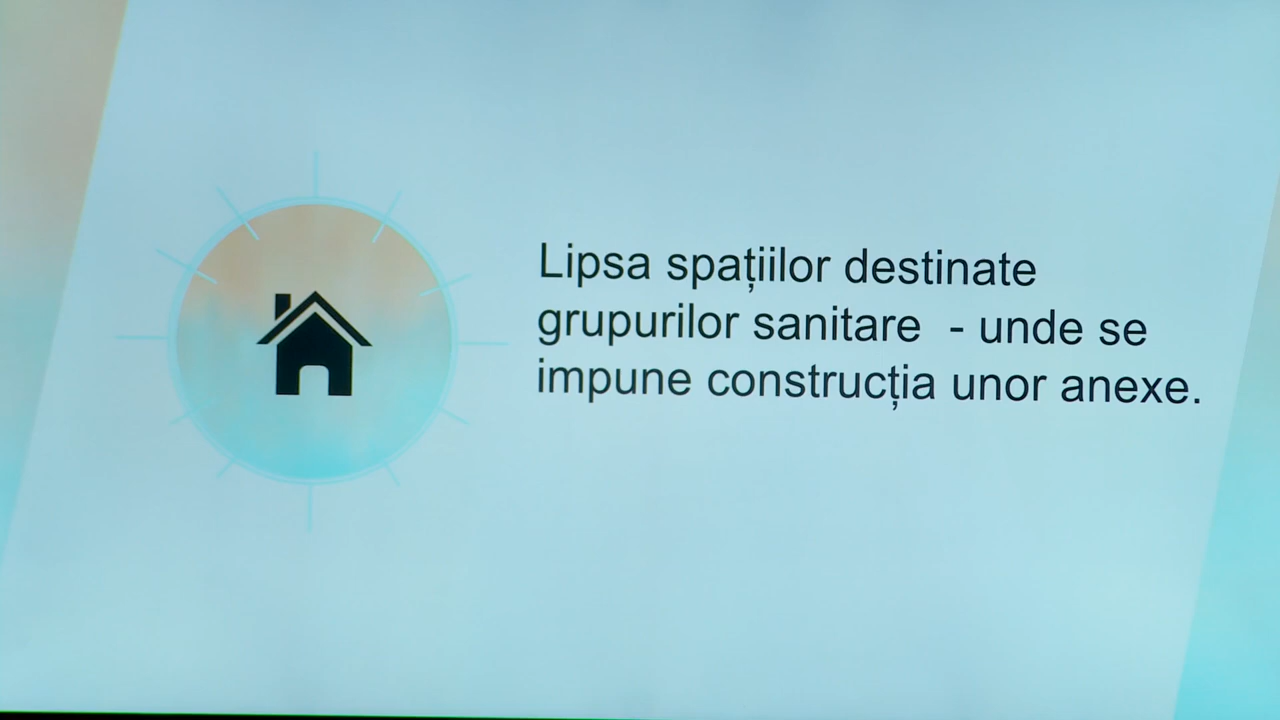 Lipsa spațiilor destinate
grupurilor sanitare  - unde se
impune construcția unor anexe.